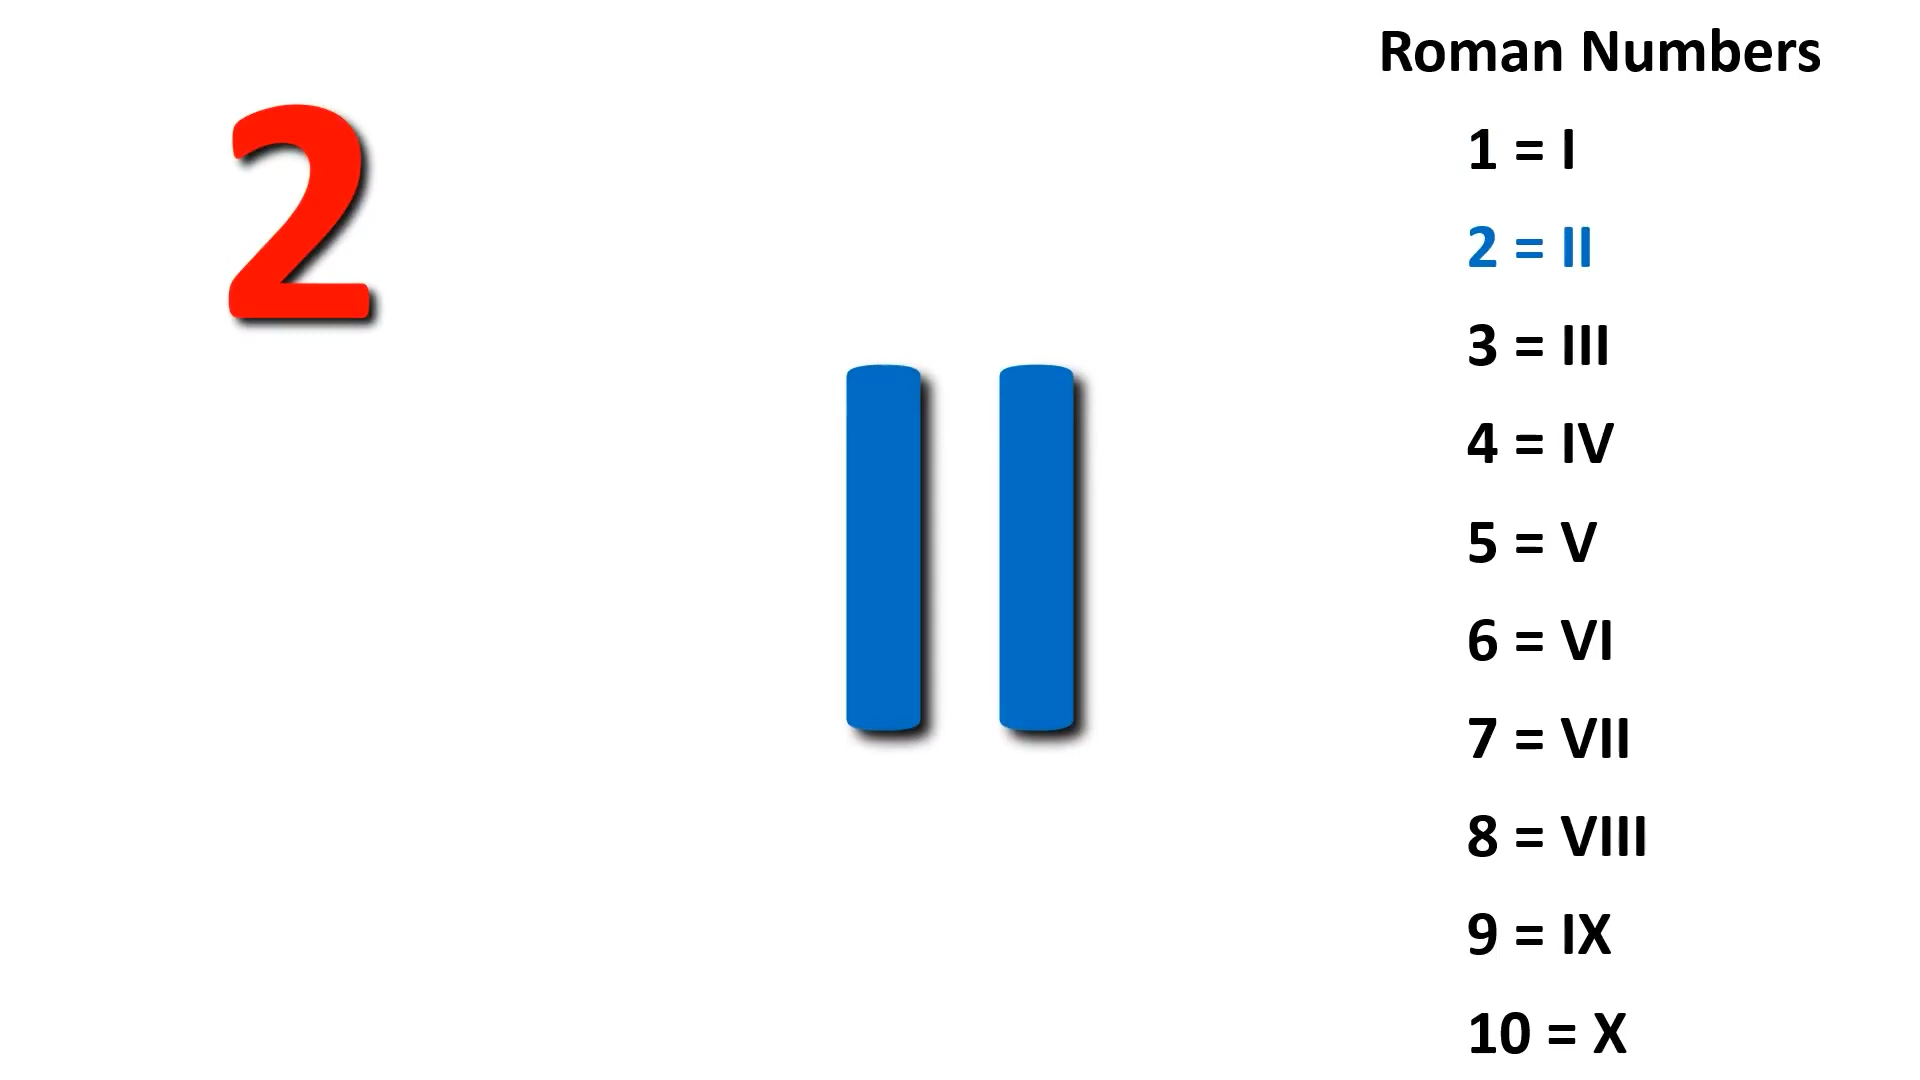 2
II
Roman Numbers
1 = I
2 = II
3 = III
4 = IV
5 = V
6 = VI
7 = VII
8 = VIII
9 = IX
10 = X